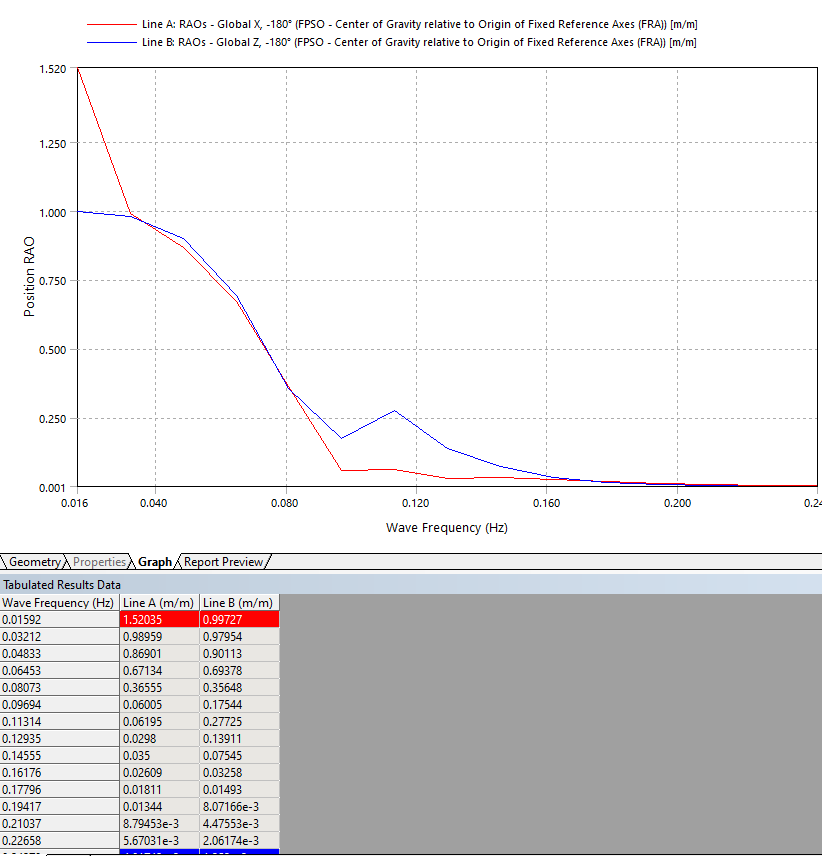 Line A: RAOs - Global X, -180° (FPSO - Center of Gravity relative to Origin of Fixed Reference Axes (FRA)) [m/m]
Line B: RAOs - Global Z, -180° (FPSO - Center of Gravity relative to Origin of Fixed Reference Axes (FRA)) [m/m]
1.520
1.250
1.000
0.750
0.500
0.250
0.001
Position RAO
0.016 0.040 0.080 0.120 0.160 0.200 0.24
Wave Frequency (Hz)
Geometry Properties Graph Report Preview
Tabulated Results Data
Wave Frequency (Hz) Line A (m/m) Line B (m/m)
0.01592 1.52035 0.99727
0.03212 0.98959 0.97954
0.04833 0.86901 0.90113
0.06453 0.67134 0.69378
0.08073 0.36555 0.35648
0.09694 0.06005 0.17544
0.11314 0.06195 0.27725
0.12935 0.0298 0.13911
0.14555 0.035 0.07545
0.16176 0.02609 0.03258
0.17796 0.01811 0.01493
0.19417 0.01344 8.07166e-3
0.21037 8.79453e-3 4.47553e-3
0.22658 5.67031e-3 2.06174e-3